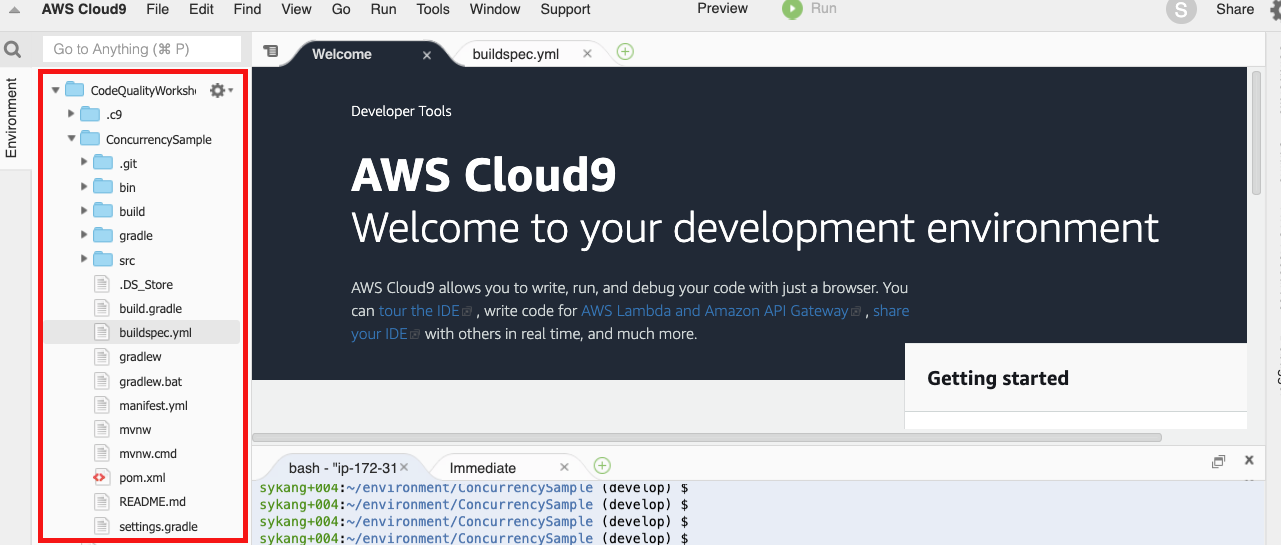 AWS Cloud9 File Edit Find View Go Run Tools Window Support Preview Run S Share
Go to Anything (⌘ P)
Environment
CodeQualityWorksh
.c9
ConcurrencySample
.git
bin
build
gradle
src
.DS_Store
build.gradle
buildspec.yml
gradlew
gradlew.bat
manifest.yml
mvnw
mvnw.cmd
pom.xml
README.md
settings.gradle
Welcome buildspec.yml
Developer Tools
AWS Cloud9
Welcome to your development environment
AWS Cloud9 allows you to write, run, and debug your code with just a browser. You
can tour the IDE , write code for AWS Lambda and Amazon API Gateway , share
your IDE with others in real time, and much more.
Getting started
bash - "ip-172-31 Immediate
sykang+004:~/environment/ConcurrencySample (develop) $
sykang+004:~/environment/ConcurrencySample (develop) $
sykang+004:~/environment/ConcurrencySample (develop) $
sykang+004:~/environment/ConcurrencySample (develop) $